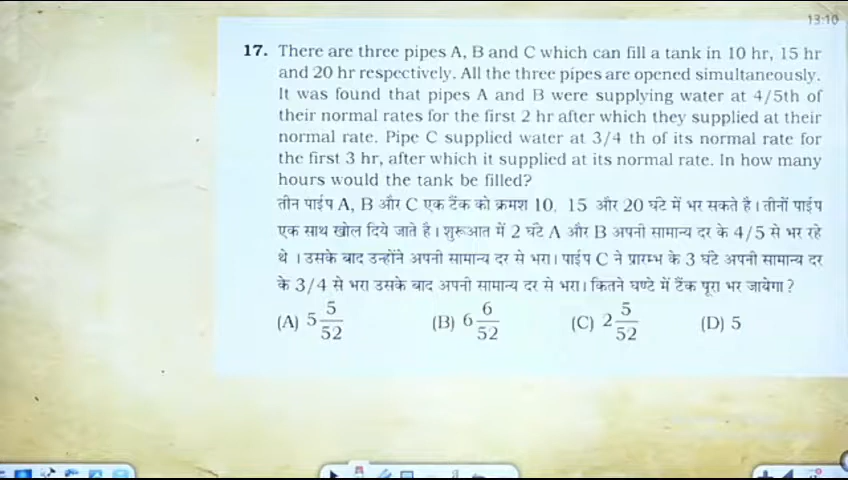 13:10
17. There are three pipes A, B and C which can fill a tank in 10 hr, 15 hr
and 20 hr respectively. All the three pipes are opened simultaneously.
It was found that pipes A and B were supplying water at 4/5th of
their normal rates for the first 2 hr after which they supplied at their
normal rate. Pipe C supplied water at 3/4 th of its normal rate for
the first 3 hr, after which it supplied at its normal rate. In how many
hours would the tank be filled?
तीन पाईप A, B और C एक टैंक को क्रमश 10, 15 और 20 घंटे में भर सकते है। तीनों पाईप
एक साथ खोल दिये जाते है। शुरूआत में 2 घंटे A और B अपनी सामान्य दर के 4/5 से भर रहे
थे । उसके बाद उन्होंने अपनी सामान्य दर से भरा। पाईप C ने प्रारम्भ के 3 घंटे अपनी सामान्य दर
के 3/4 से भरा उसके बाद अपनी सामान्य दर से भरा। कितने घण्टे में टैंक पूरा भर जायेगा?
(A) 5 5/52 (B) 6 6/52 (C) 2 5/52 (D) 5